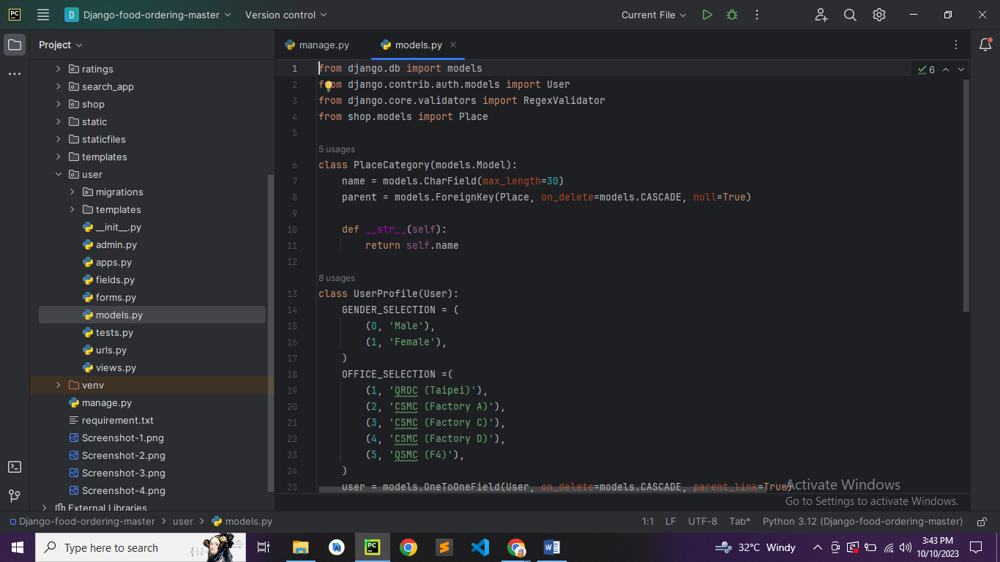 PC D Django-food-ordering-master Version control Current File
Project
manage.py models.py
ratings
search_app
shop
static
staticfiles
templates
user
migrations
templates
__init__.py
admin.py
apps.py
fields.py
forms.py
models.py
tests.py
urls.py
views.py
venv
manage.py
requirement.txt
Screenshot-1.png
Screenshot-2.png
Screenshot-3.png
Screenshot-4.png
External Libraries
6
1 from django.db import models
2 from django.contrib.auth.models import User
3 from django.core.validators import RegexValidator
4 from shop.models import Place
5
5 usages
6 class PlaceCategory(models.Model):
7 name = models.CharField(max_length=30)
8 parent = models.ForeignKey(Place, on_delete=models.CASCADE, null=True)
9
10 def __str__(self):
11 return self.name
12
8 usages
13 class UserProfile(User):
14 GENDER_SELECTION = (
15 (0, 'Male'),
16 (1, 'Female'),
17 )
18 OFFICE_SELECTION =(
19 (1, 'QRDC (Taipei)'),
20 (2, 'CSMC (Factory A)'),
21 (3, 'CSMC (Factory C)'),
22 (4, 'CSMC (Factory D)'),
23 (5, 'QSMC (F4)'),
24 )
25 user = models.OneToOneField(User, on_delete=models.CASCADE, parent_link=True)
Activate Windows
Go to Settings to activate Windows.
Django-food-ordering-master user models.py 1:1 LF UTF-8 Tab* Python 3.12 (Django-food-ordering-master)
Type here to search PC 32°C Windy 3:43 PM
10/10/2023